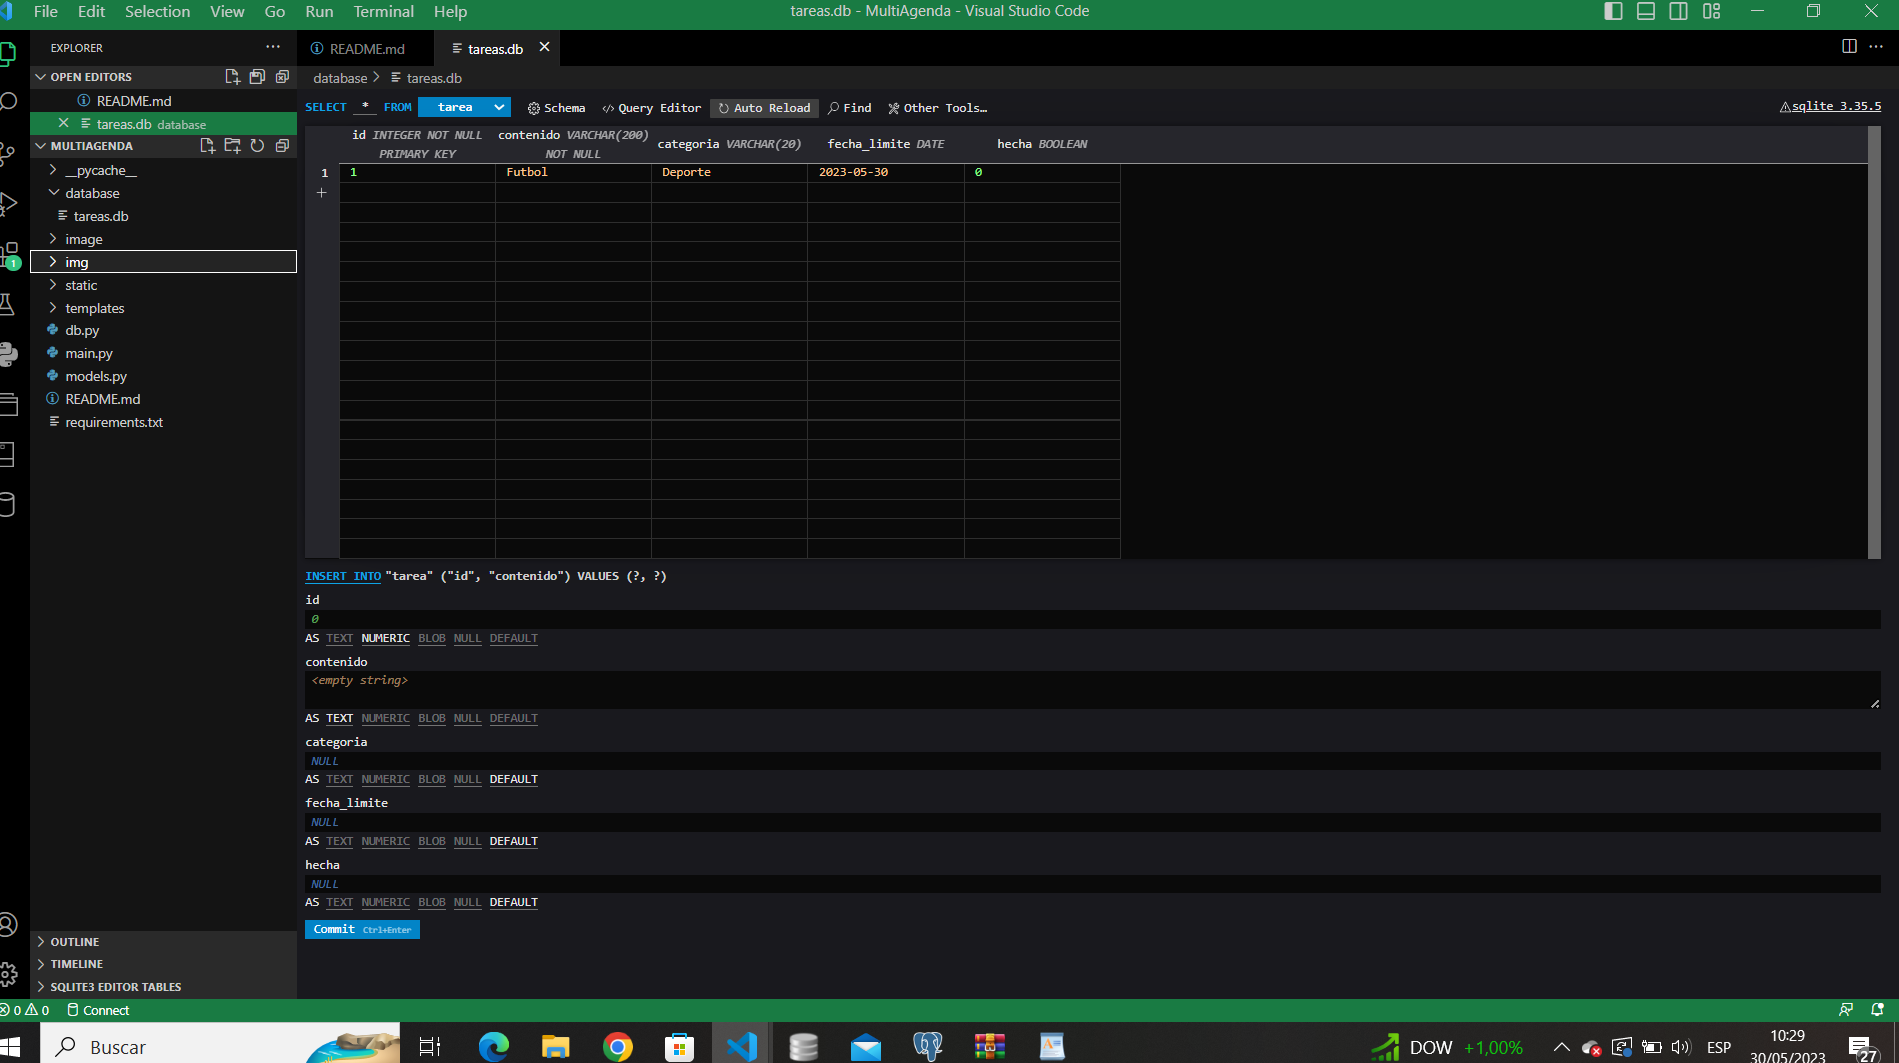 File Edit Selection View Go Run Terminal Help
tareas.db - MultiAgenda - Visual Studio Code
EXPLORER
README.md
tareas.db
OPEN EDITORS
README.md
tareas.db database
MULTIAGENDA
__pycache__
database
tareas.db
image
img
static
templates
db.py
main.py
models.py
README.md
requirements.txt
OUTLINE
TIMELINE
SQLITE3 EDITOR TABLES
database > tareas.db
SELECT * FROM tarea Schema Query Editor Auto Reload Find Other Tools… sqlite 3.35.5
id INTEGER NOT NULL PRIMARY KEY
contenido VARCHAR(200) NOT NULL
categoria VARCHAR(20)
fecha_limite DATE
hecha BOOLEAN
1 1 Futbol Deporte 2023-05-30 0
+
INSERT INTO "tarea" ("id", "contenido") VALUES (?, ?)
id
0
AS TEXT NUMERIC BLOB NULL DEFAULT
contenido
<empty string>
AS TEXT NUMERIC BLOB NULL DEFAULT
categoria
NULL
AS TEXT NUMERIC BLOB NULL DEFAULT
fecha_limite
NULL
AS TEXT NUMERIC BLOB NULL DEFAULT
hecha
NULL
AS TEXT NUMERIC BLOB NULL DEFAULT
Commit Ctrl+Enter
1
0 0 Connect
Buscar
DOW +1,00%
ESP
10:29
30/05/2023
27